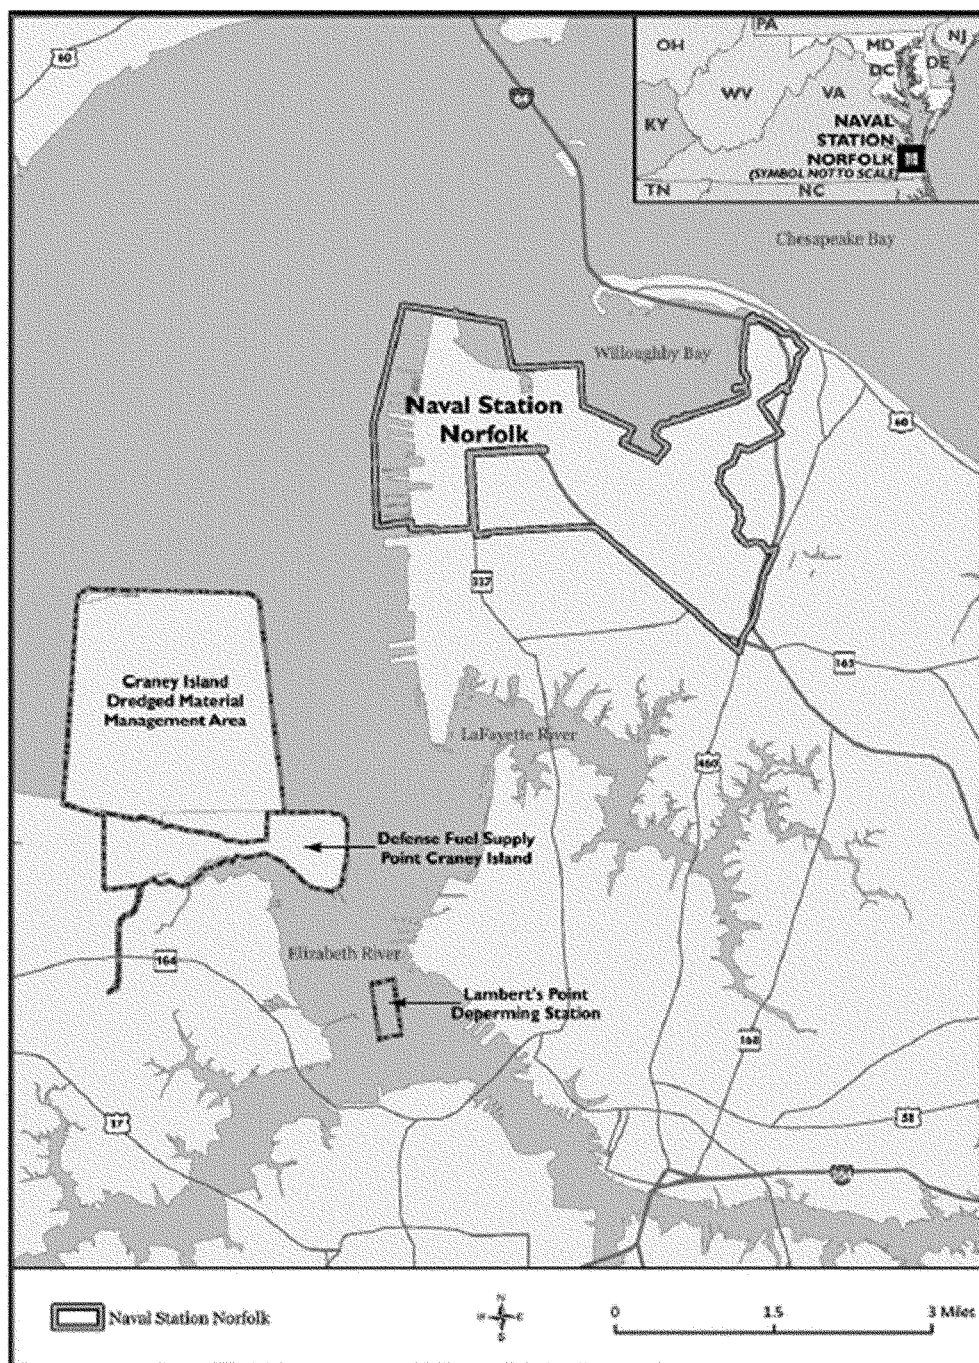 PA
OH
MD
NJ
DC
DE
WV
VA
KY
NAVAL
STATION
NORFOLK
(SYMBOL NOT TO SCALE)
TN
NC
60
64
Chesapeake Bay
Willoughby Bay
Naval Station
Norfolk
60
337
165
Craney Island
Dredged Material
Management Area
LaFayette River
460
Defense Fuel Supply
Point Craney Island
Elizabeth River
164
Lambert's Point
Deperming Station
168
17
58
Naval Station Norfolk
N
W
E
S
0
1.5
3 Miles